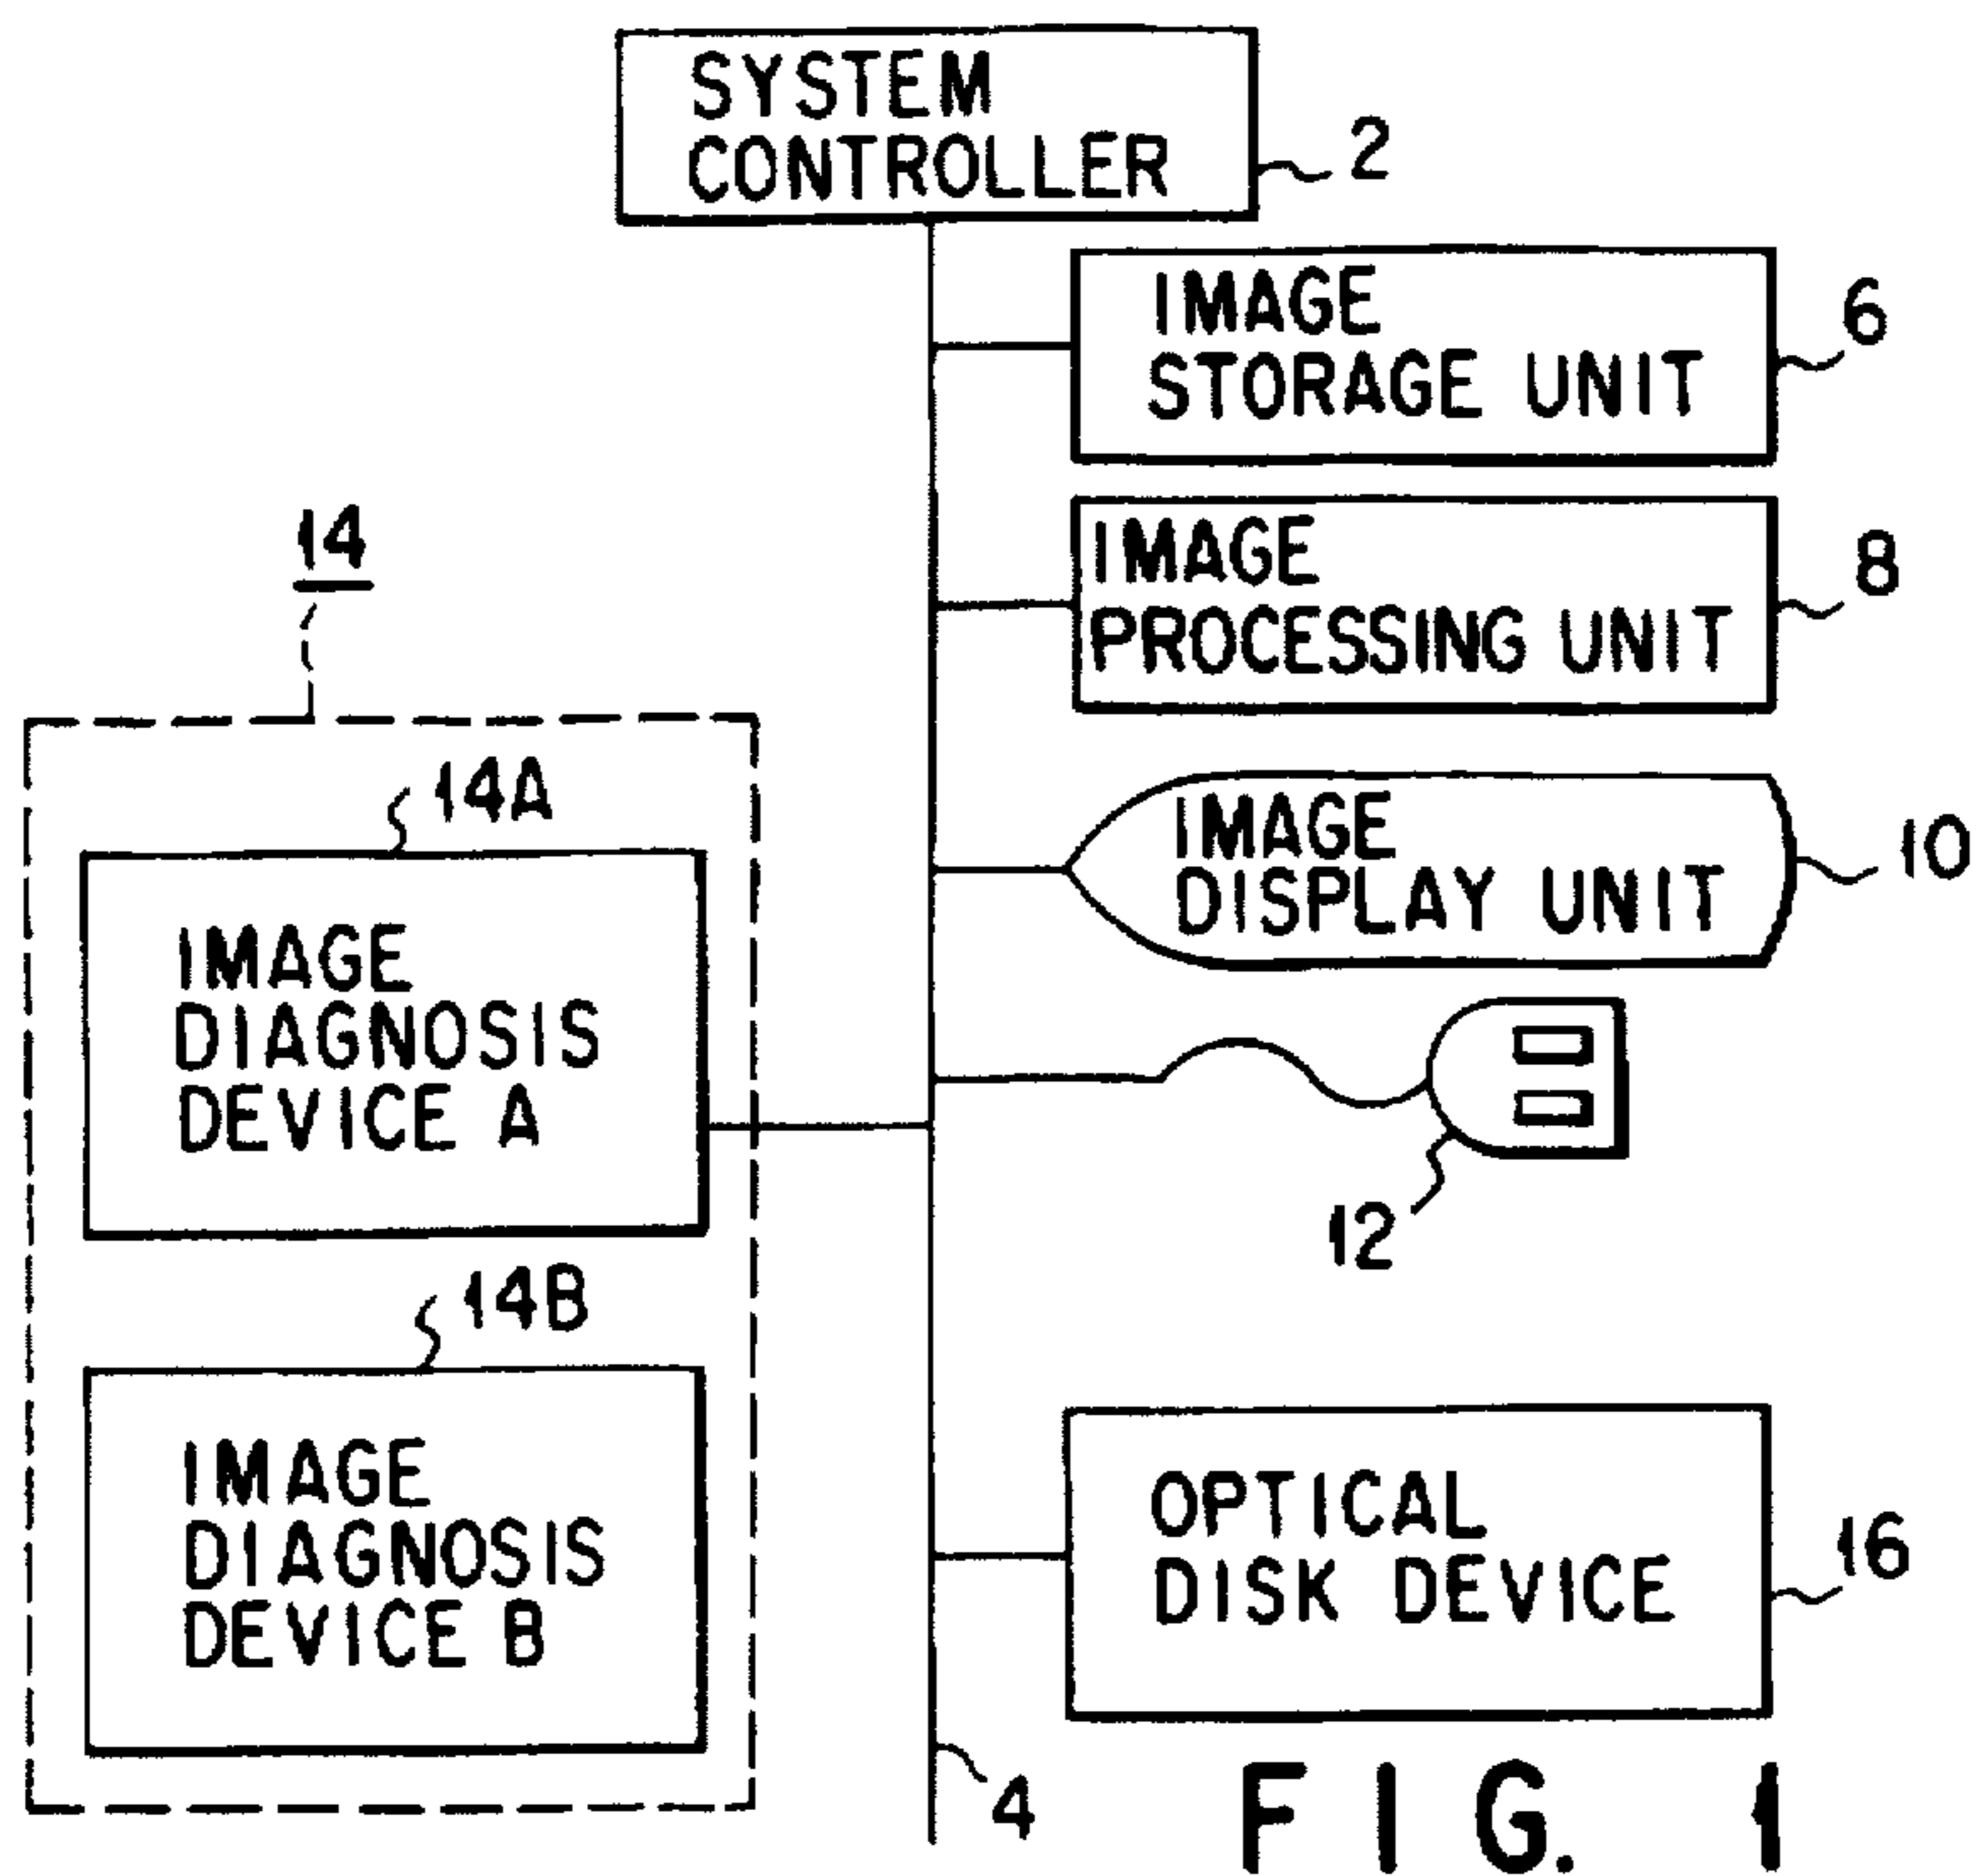 SYSTEM
CONTROLLER
2
IMAGE
STORAGE UNIT
6
IMAGE
PROCESSING UNIT
8
14
14A
IMAGE
DISPLAY UNIT
10
IMAGE
DIAGNOSIS
DEVICE A
12
14B
IMAGE
DIAGNOSIS
DEVICE B
OPTICAL
DISK DEVICE
16
4
FIG. 1